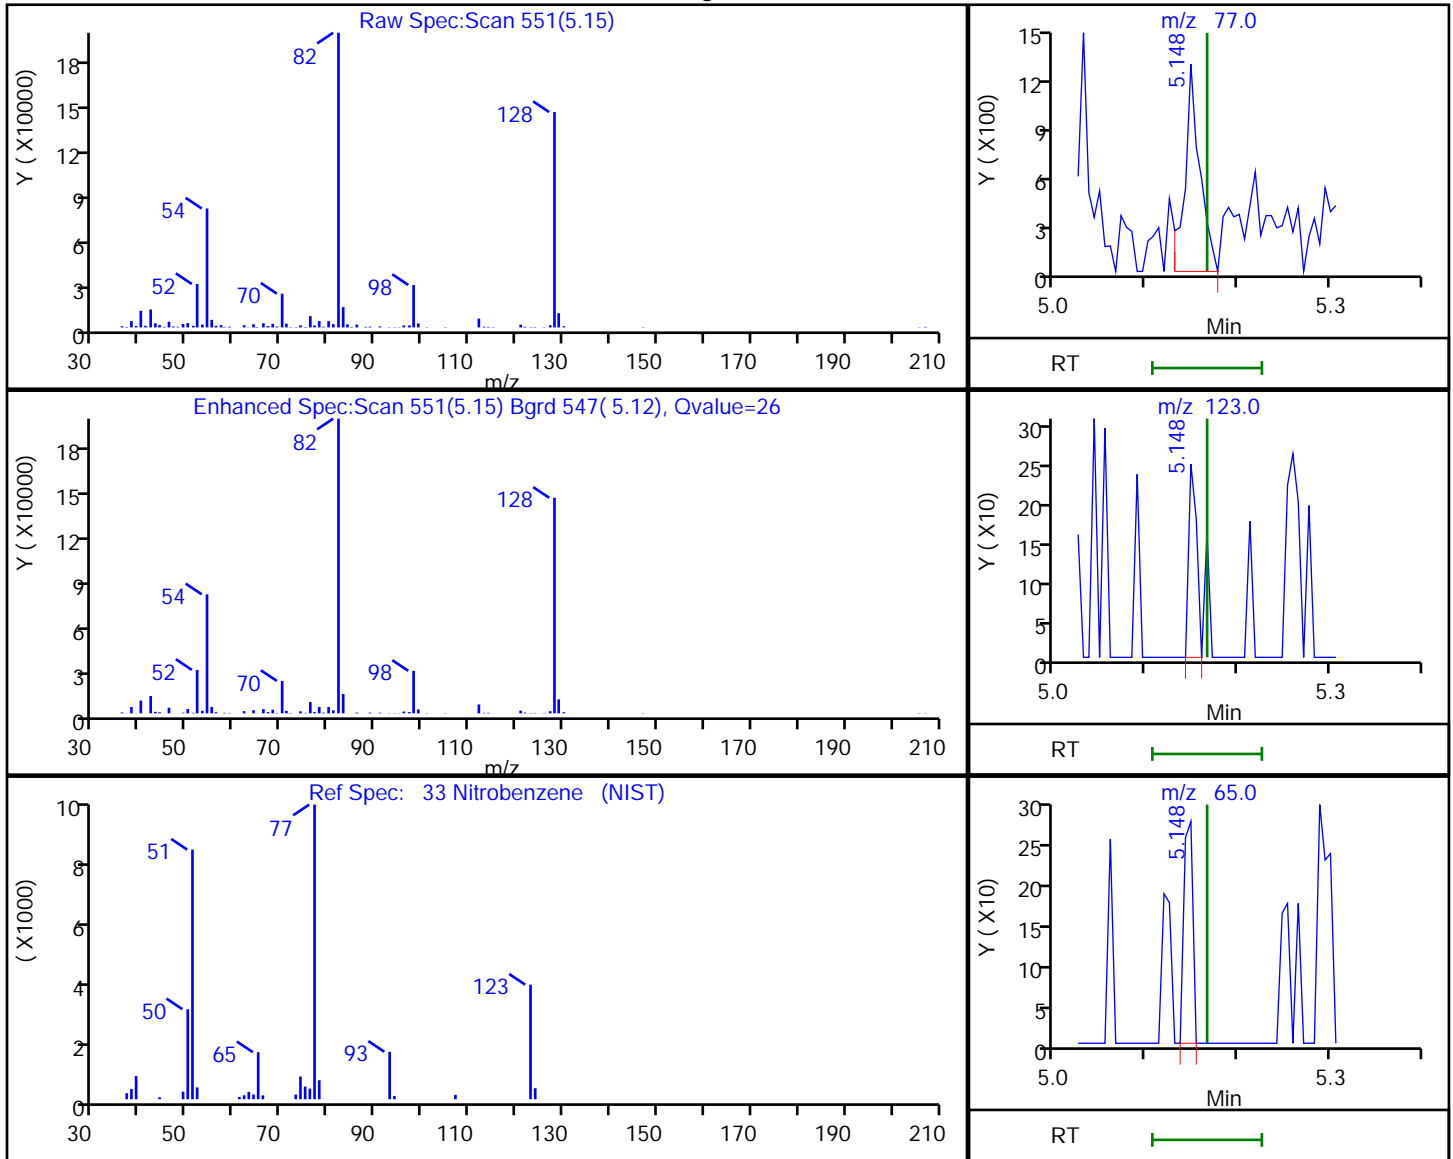 Raw Spec:Scan 551(5.15)
Y ( X10000)
18
15
12
9
6
3
0
82
128
54
52
70
98
30 50 70 90 110 130 150 170 190 210
m/z
m/z 77.0
Y ( X100)
15
12
9
6
3
0
5.148
5.0 5.3
Min
RT
Enhanced Spec:Scan 551(5.15) Bgrd 547( 5.12), Qvalue=26
Y ( X10000)
18
15
12
9
6
3
0
82
128
54
52
70
98
30 50 70 90 110 130 150 170 190 210
m/z
m/z 123.0
Y ( X10)
30
25
20
15
10
5
0
5.148
5.0 5.3
Min
RT
Ref Spec: 33 Nitrobenzene (NIST)
( X1000)
10
8
6
4
2
0
77
51
123
50
65
93
30 50 70 90 110 130 150 170 190 210
m/z 65.0
Y ( X10)
30
25
20
15
10
5
0
5.148
5.0 5.3
Min
RT